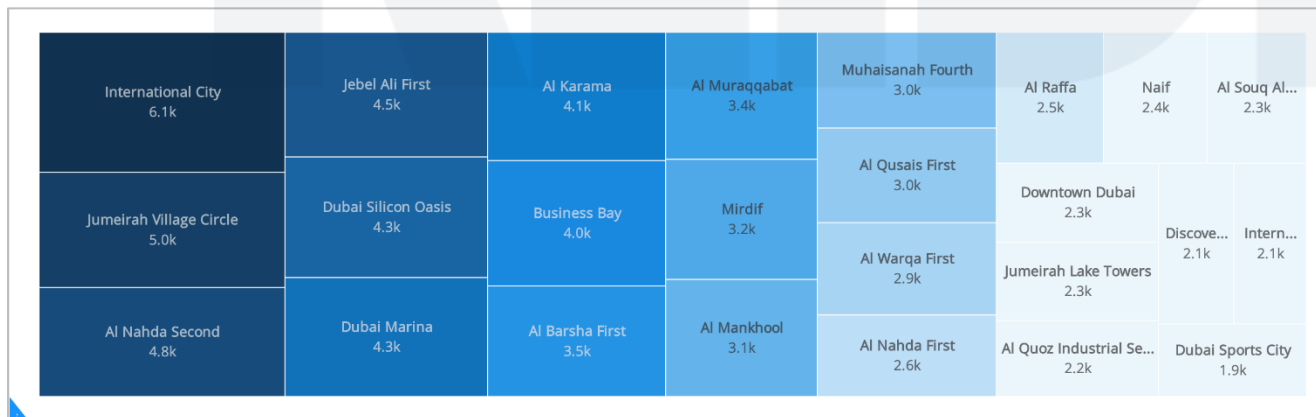 International City
6.1k
Jumeirah Village Circle
5.0k
Al Nahda Second
4.8k
Jebel Ali First
4.5k
Dubai Silicon Oasis
4.3k
Dubai Marina
4.3k
Al Karama
4.1k
Business Bay
4.0k
Al Barsha First
3.5k
Al Muraqqabat
3.4k
Mirdif
3.2k
Al Mankhool
3.1k
Muhaisanah Fourth
3.0k
Al Qusais First
3.0k
Al Warqa First
2.9k
Al Nahda First
2.6k
Al Raffa
2.5k
Naif
2.4k
Al Souq Al...
2.3k
Downtown Dubai
2.3k
Jumeirah Lake Towers
2.3k
Al Quoz Industrial Se...
2.2k
Discove...
2.1k
Intern...
2.1k
Dubai Sports City
1.9k